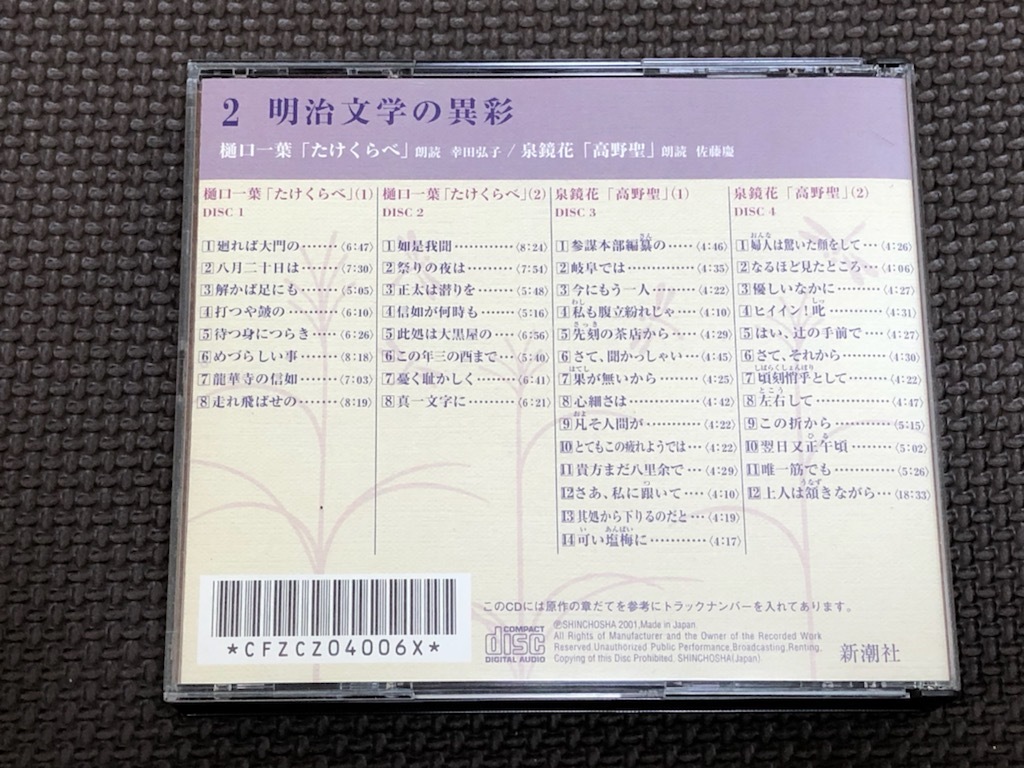 2 明治文学の異彩
樋口一葉「たけくらべ」朗読 幸田弘子 / 泉鏡花「高野聖」朗読 佐藤慶
樋口一葉「たけくらべ」(1)
DISC 1
1 廻れば大門の……… 〈6:47〉
2 八月二十日は……… 〈7:30〉
3 解かば足にも……… 〈5:05〉
4 打つや皷の………… 〈6:10〉
5 待つ身につらき…… 〈6:26〉
6 めづらしい事……… 〈8:18〉
7 龍華寺の信如……… 〈7:03〉
8 走れ飛ばせの……… 〈8:19〉
樋口一葉「たけくらべ」(2)
DISC 2
1 如是我聞…………… 〈8:24〉
2 祭りの夜は………… 〈7:54〉
3 正太は潜りを……… 〈5:48〉
4 信如が何時も……… 〈5:16〉
5 此処は大黒屋の…… 〈6:56〉
6 この年三の酉まで… 〈5:40〉
7 憂く恥かしく……… 〈6:41〉
8 真一文字に………… 〈6:21〉
泉鏡花「高野聖」(1)
DISC 3
1 参謀本部編纂の…… 〈4:46〉
2 岐阜では…………… 〈4:35〉
3 今にもう一人……… 〈4:22〉
4 私も腹立紛れじゃ… 〈4:10〉
5 先刻の茶店から…… 〈4:29〉
6 さて、聞かっしゃい… 〈4:45〉
7 果が無いから……… 〈4:25〉
8 心細さは…………… 〈4:42〉
9 凡そ人間が………… 〈4:22〉
10 とてもこの疲れようでは… 〈4:22〉
11 貴方まだ八里余で… 〈4:29〉
12 さあ、私に跟いて…… 〈4:10〉
13 其処から下りるのだと… 〈4:19〉
14 可い塩梅に………… 〈4:17〉
泉鏡花「高野聖」(2)
DISC 4
1 婦人は驚いた顔をして… 〈4:26〉
2 なるほど見たところ… 〈4:06〉
3 優しいなかに……… 〈4:27〉
4 ヒイイン!叱………… 〈4:31〉
5 はい、辻の手前で… 〈4:27〉
6 さて、それから……… 〈4:30〉
7 頃刻悄乎として…… 〈4:22〉
8 左右して…………… 〈4:47〉
9 この折から………… 〈5:15〉
10 翌日又正午頃……… 〈5:02〉
11 唯一筋でも………… 〈5:26〉
12 上人は頷きながら… 〈18:33〉
このCDには原作の章だてを参考にトラックナンバーを入れてあります。
*CFZCZ04006X*
COMPACT
disc
DIGITAL AUDIO
ⓅSHINCHOSHA 2001,Made in Japan.
All Rights of Manufacturer and the Owner of the Recorded Work
Reserved.Unauthorized Public Performance,Broadcasting,Renting,
Copying of this Disc Prohibited. SHINCHOSHA(Japan)
新潮社